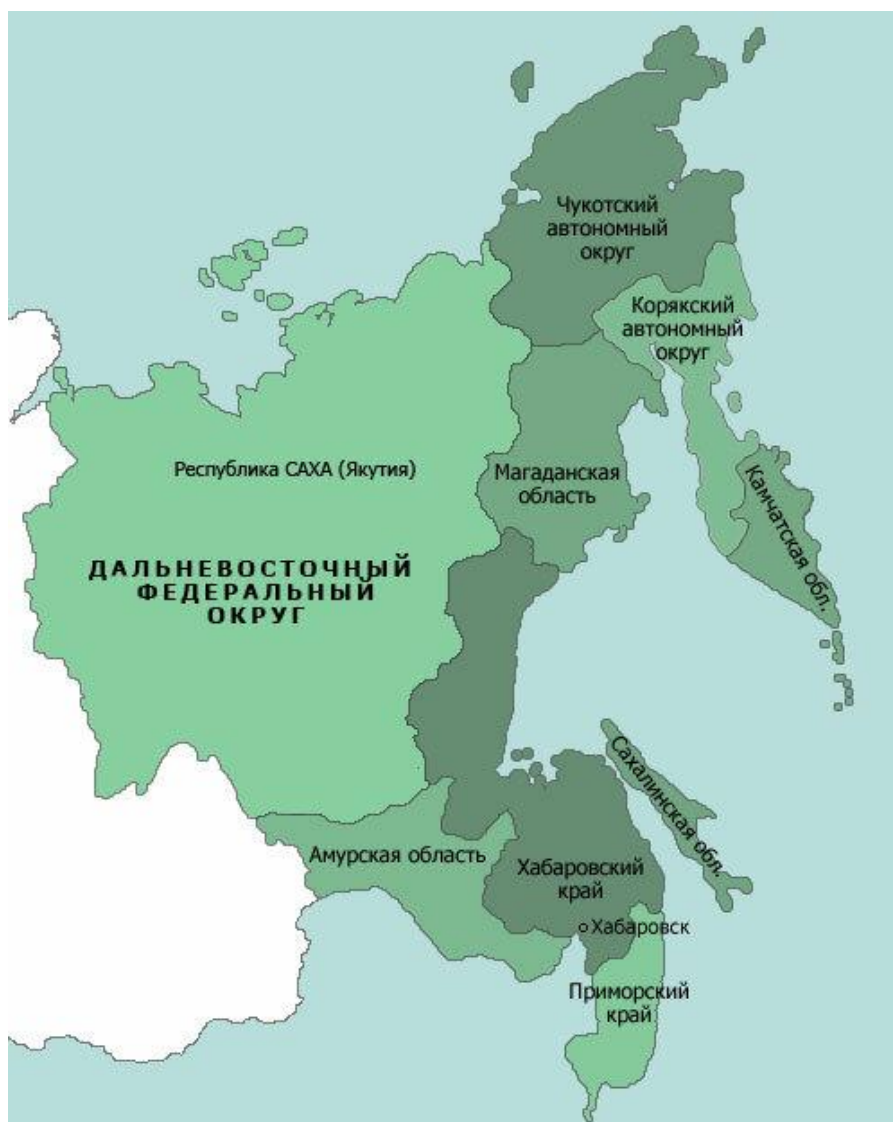 Чукотский
автономный
округ
Корякский
автономный
округ
Республика САХА (Якутия)
Магаданская
область
Камчатская обл.
ДАЛЬНЕВОСТОЧНЫЙ
ФЕДЕРАЛЬНЫЙ
ОКРУГ
Сахалинская обл.
Амурская область
Хабаровский
край
Хабаровск
Приморский
край